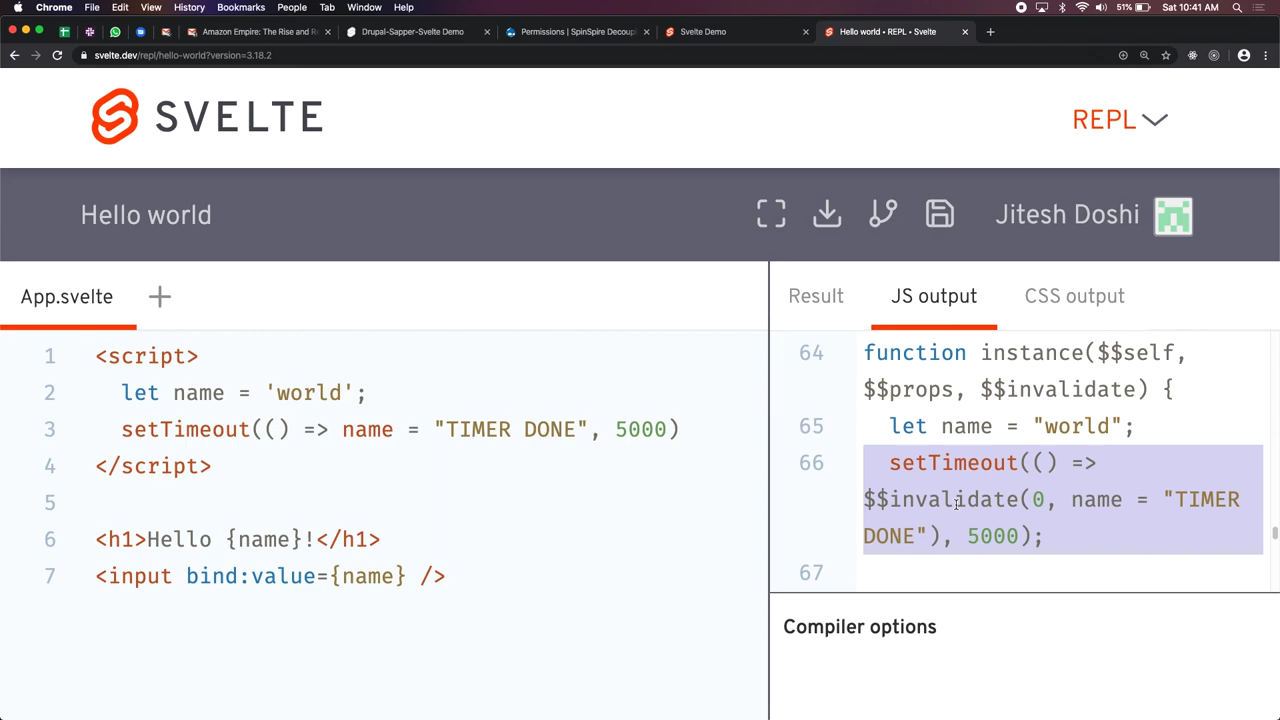 Chrome File Edit View History Bookmarks People Tab Window Help 51% Sat 10:41 AM
Amazon Empire: The Rise and Re Drupal-Sapper-Svelte Demo Permissions | SpinSpire Decoup Svelte Demo Hello world • REPL • Svelte
svelte.dev/repl/hello-world?version=3.18.2
SVELTE REPL
Hello world Jitesh Doshi
App.svelte Result JS output CSS output
1 <script>
2 let name = 'world';
3 setTimeout(() => name = "TIMER DONE", 5000)
4 </script>
5
6 <h1>Hello {name}!</h1>
7 <input bind:value={name} />
64 function instance($$self,
$$props, $$invalidate) {
65 let name = "world";
66 setTimeout(() =>
$$invalidate(0, name = "TIMER
DONE"), 5000);
67
Compiler options